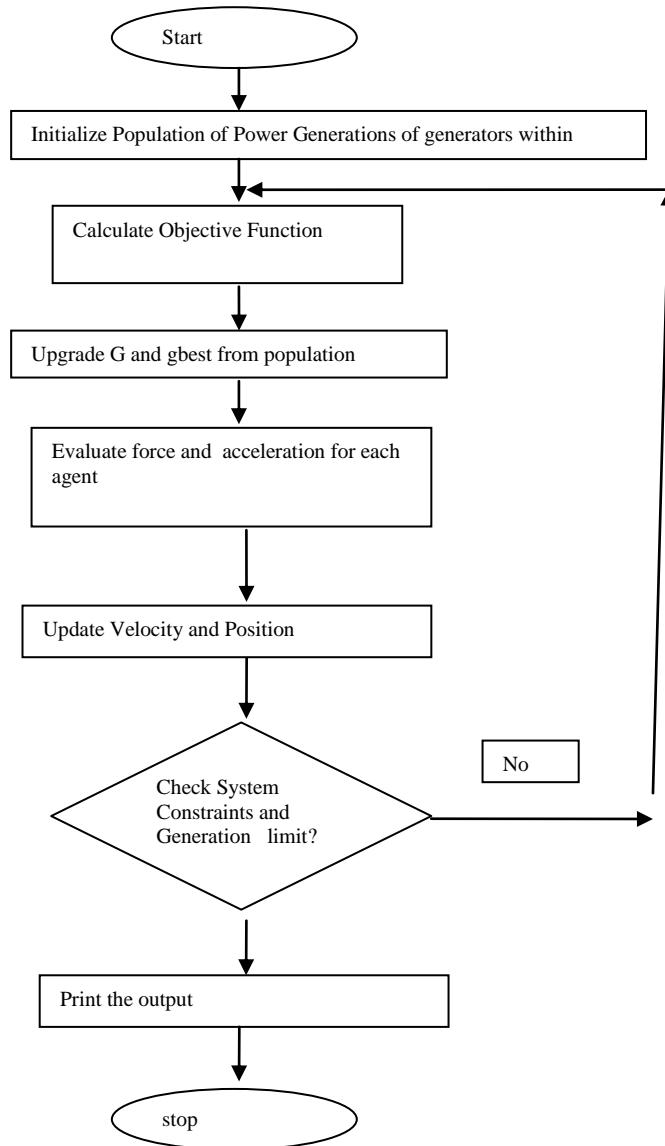 Start
Initialize Population of Power Generations of generators within
Calculate Objective Function
Upgrade G and gbest from population
Evaluate force and acceleration for each
agent
Update Velocity and Position
No
Check System
Constraints and
Generation limit?
Print the output
stop